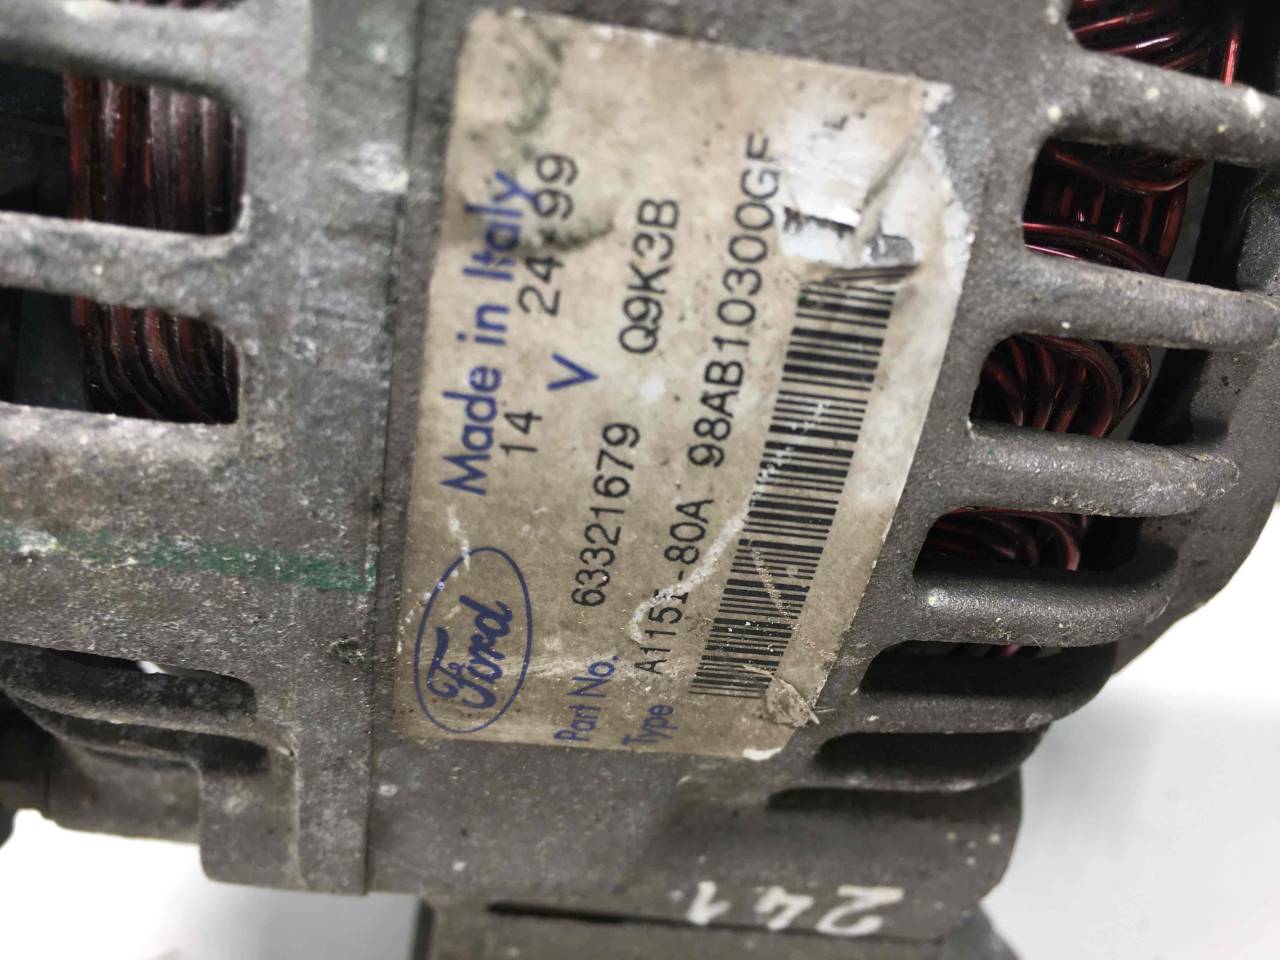 Ford
Made in Italy
14 V 24-99
Part No. 63321679 Q9K3B
Type A115I-80A 98AB10300GF
241